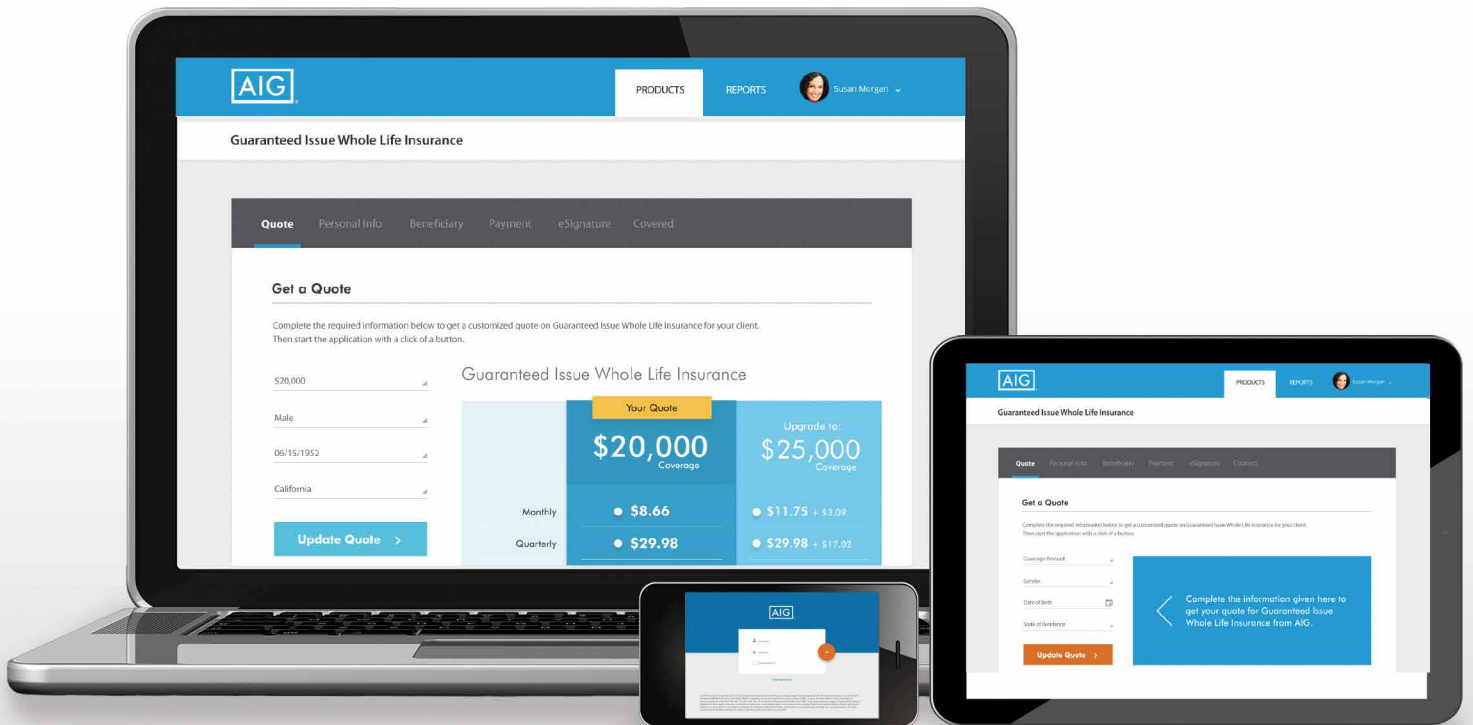 AIG
PRODUCTS
REPORTS
Susan Morgen
Guaranteed Issue Whole Life Insurance
Quote
Personal Info
Beneficiary
Payment
eSignature
Covered
Get a Quote
Complete the required information below to get a customized quote on Guaranteed Issue Whole Life Insurance for your client.
Then start the application with a click of a button.
$20,000
Male
06/15/1952
California
Update Quote >
Guaranteed Issue Whole Life Insurance
Your Quote
$20,000
Coverage
Upgrade to:
$25,000
Coverage
Monthly
$8.66
$11.75 + $3.09
Quarterly
$29.98
$29.98 + $17.02
AIG
AIG
PRODUCTS
REPORTS
Susan Morgen
Guaranteed Issue Whole Life Insurance
Quote
Personal Info
Beneficiary
Payment
eSignature
Covered
Get a Quote
Complete the required information below to get a customized quote on Guaranteed Issue Whole Life Insurance for your client.
Then start the application with a click of a button.
Coverage Amount
Gender
Date of Birth
State of Residence
Update Quote >
Complete the information given here to
get your quote for Guaranteed Issue
Whole Life Insurance from AIG.